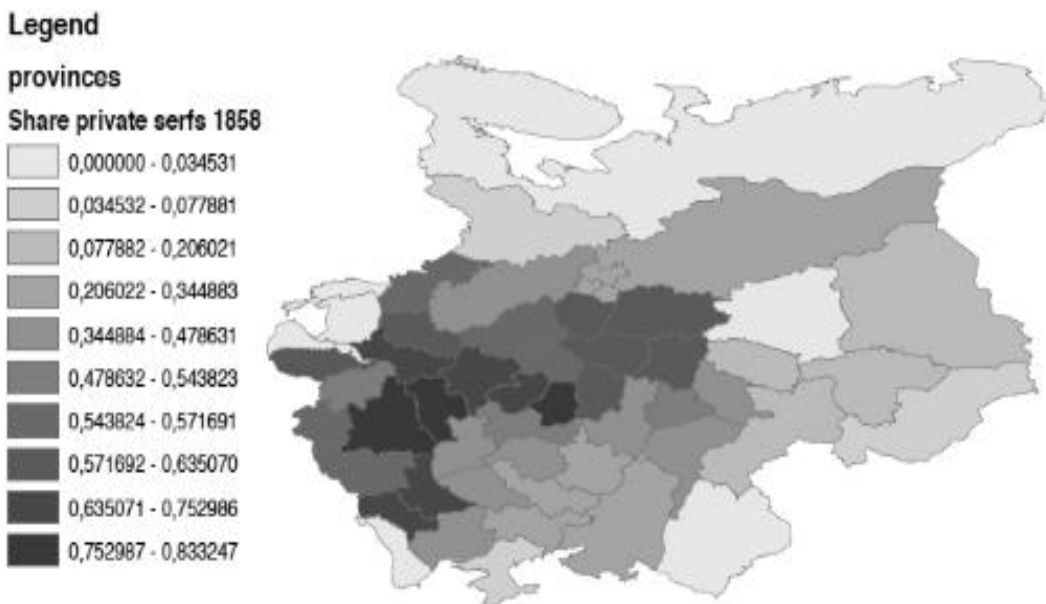 Legend
provinces
Share private serfs 1858
0,000000 - 0,034531
0,034532 - 0,077881
0,077882 - 0,206021
0,206022 - 0,344883
0,344884 - 0,478631
0,478632 - 0,543823
0,543824 - 0,571691
0,571692 - 0,635070
0,635071 - 0,752986
0,752987 - 0,833247